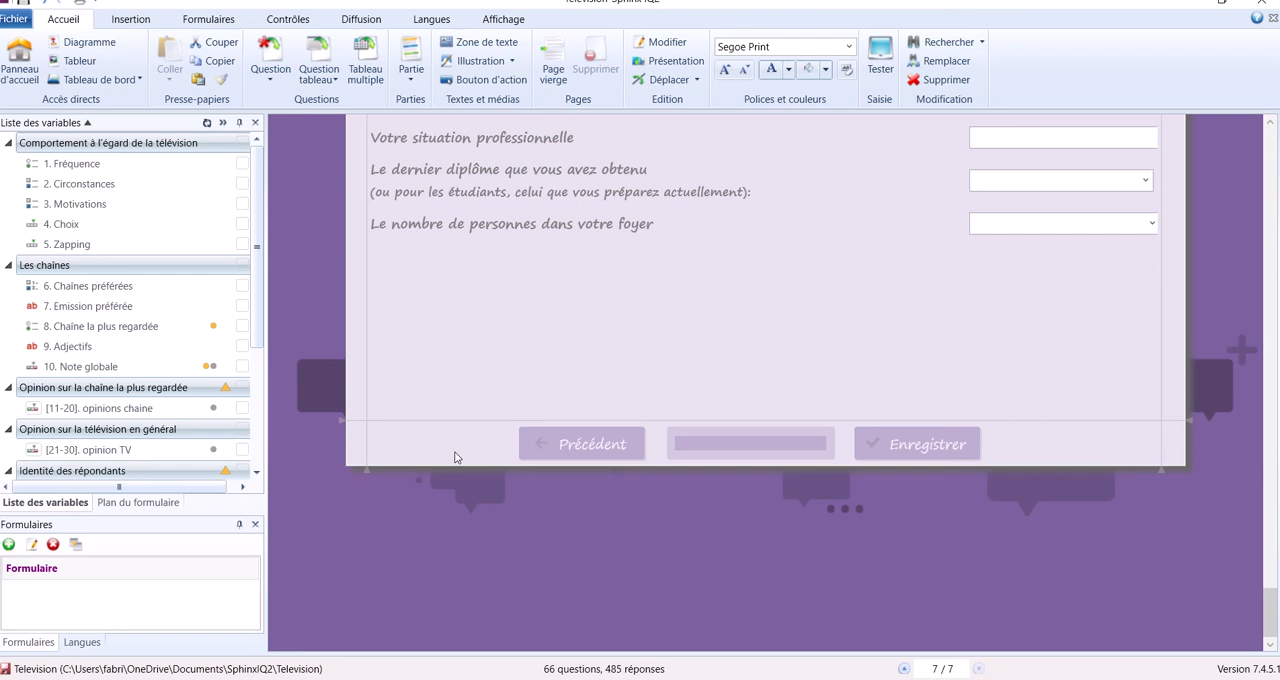 Television-SphinxIQ2
Fichier Accueil Insertion Formulaires Contrôles Diffusion Langues Affichage
Panneau d'accueil
Diagramme
Tableur
Tableau de bord
Accès directs
Coller
Couper
Copier
Presse-papiers
Question
Question tableau
Tableau multiple
Questions
Partie
Parties
Zone de texte
Illustration
Bouton d'action
Textes et médias
Page vierge
Supprimer
Pages
Modifier
Présentation
Déplacer
Edition
Segoe Print
Polices et couleurs
Tester
Saisie
Rechercher
Remplacer
Supprimer
Modification
Liste des variables
Comportement à l'égard de la télévision
1. Fréquence
2. Circonstances
3. Motivations
4. Choix
5. Zapping
Les chaînes
6. Chaînes préférées
ab 7. Emission préférée
8. Chaîne la plus regardée
ab 9. Adjectifs
10. Note globale
Opinion sur la chaîne la plus regardée
[11-20]. opinions chaine
Opinion sur la télévision en général
[21-30]. opinion TV
Identité des répondants
Liste des variables Plan du formulaire
Formulaires
Formulaire
Formulaires Langues
Votre situation professionnelle
Le dernier diplôme que vous avez obtenu
(ou pour les étudiants, celui que vous préparez actuellement):
Le nombre de personnes dans votre foyer
Précédent
Enregistrer
Television (C:\Users\fabri\OneDrive\Documents\SphinxIQ2\Television)
66 questions, 485 réponses
7 / 7
Version 7.4.5.1